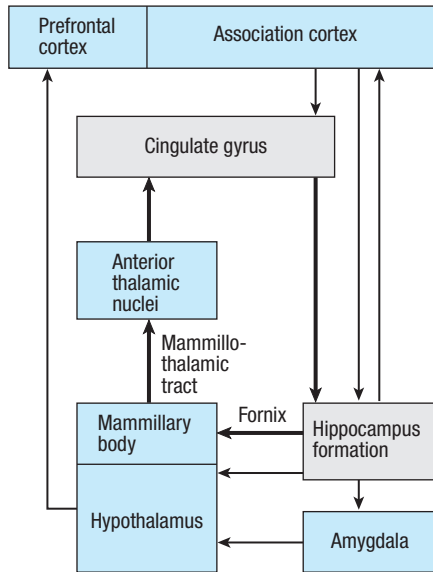 Prefrontal
cortex
Association cortex
Cingulate gyrus
Anterior
thalamic
nuclei
Mammillo-
thalamic
tract
Mammillary
body
Fornix
Hippocampus
formation
Hypothalamus
Amygdala